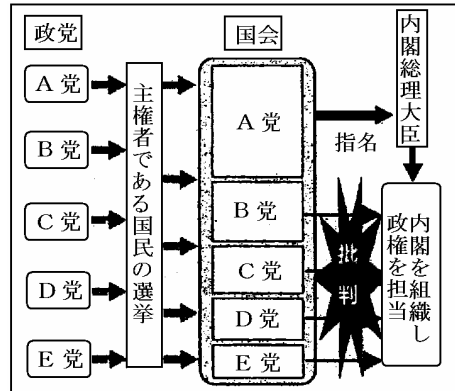 政党
A党
B党
C党
D党
E党
主権者である国民の選挙
国会
A党
B党
C党
D党
E党
指名
批判
内閣総理大臣
内閣を組織し
政権を担当